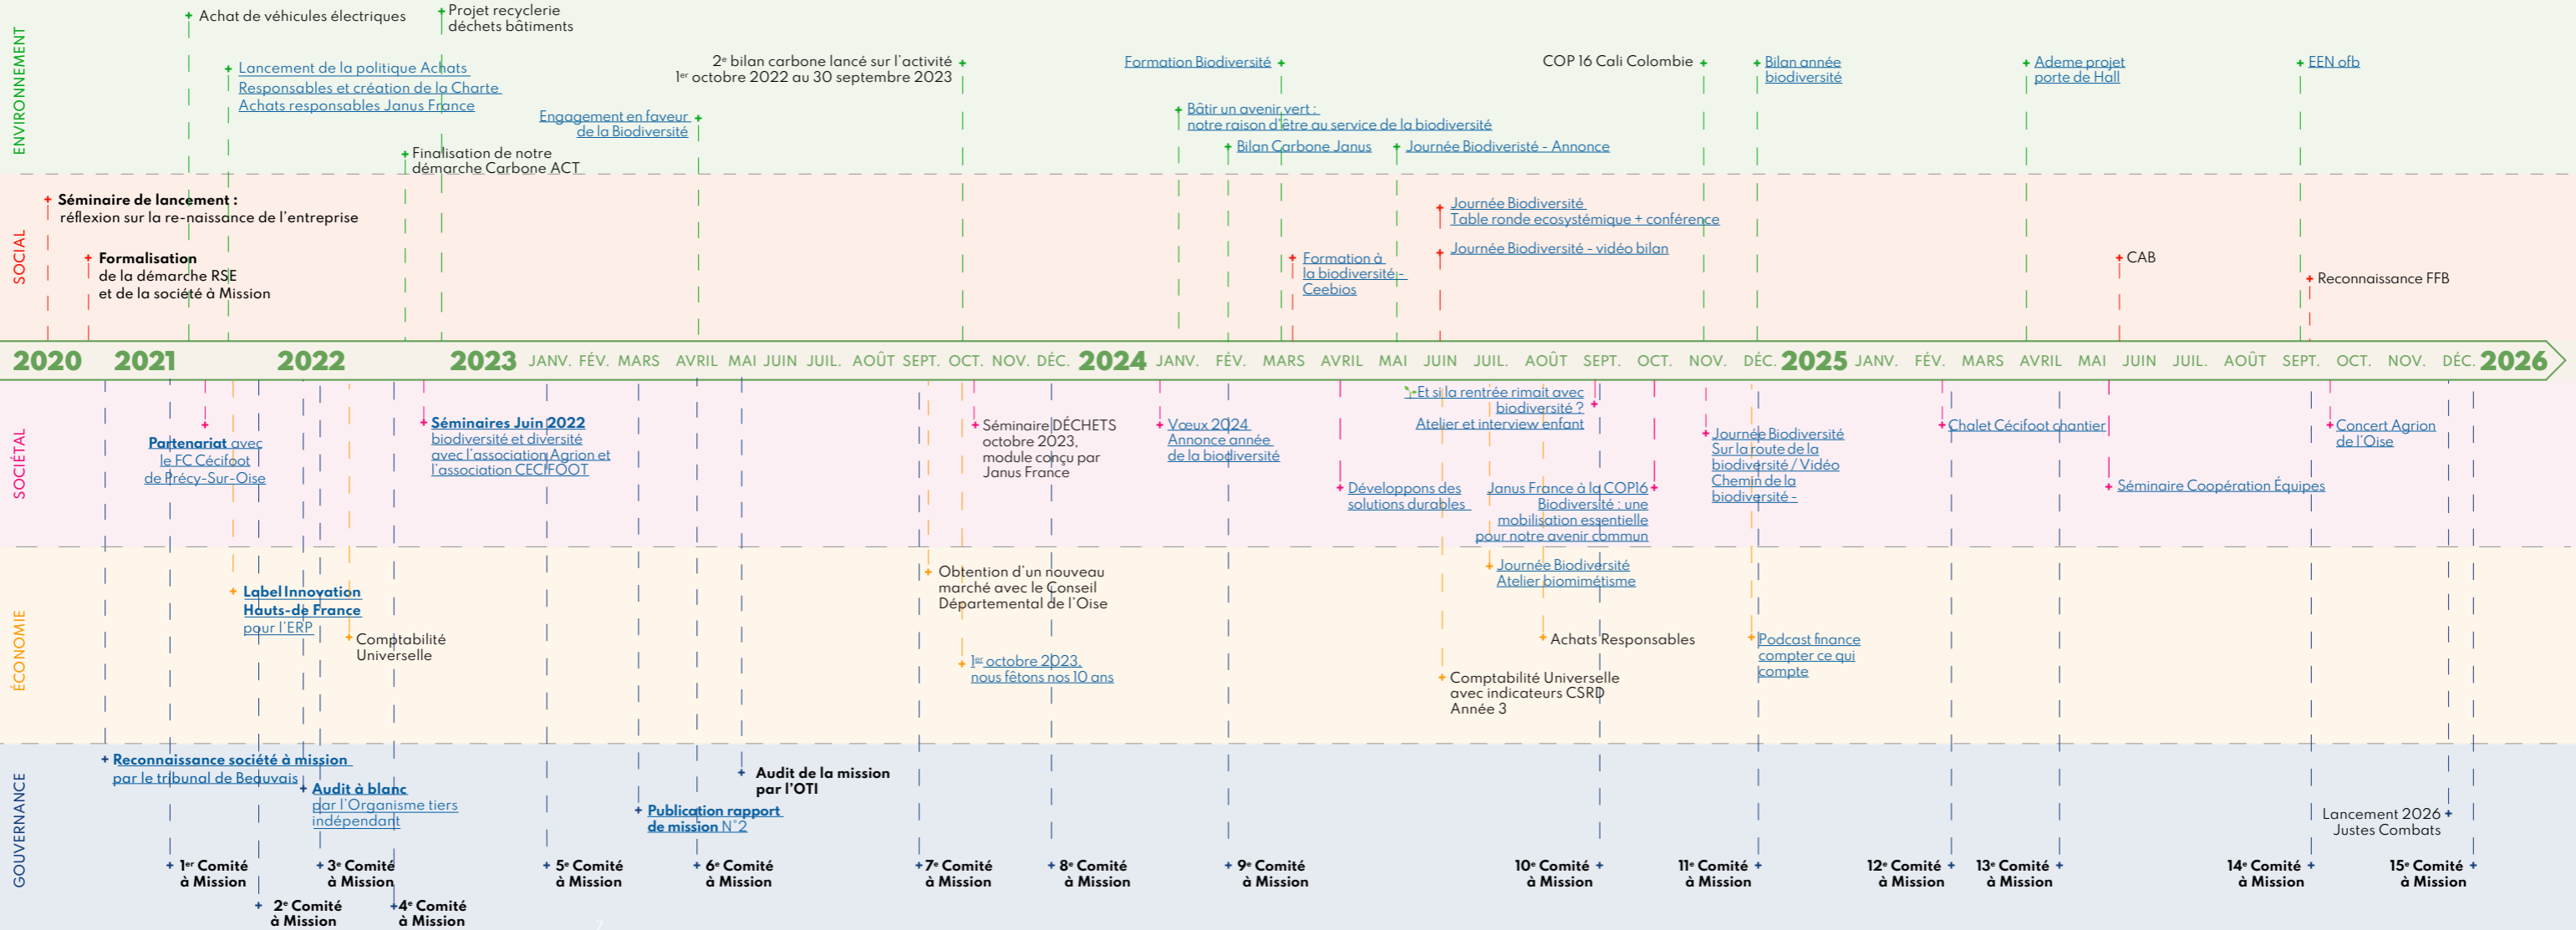 ENVIRONNEMENT
Achat de véhicules électriques
Projet recyclerie
déchets bâtiments
Lancement de la politique Achats
Responsables et création de la Charte
Achats responsables Janus France
Finalisation de notre
démarche Carbone ACT
Engagement en faveur
de la Biodiversité
2e bilan carbone lancé sur l'activité
1er octobre 2022 au 30 septembre 2023
Formation Biodiversité
Bâtir un avenir vert :
notre raison d'être au service de la biodiversité
Bilan Carbone Janus
Journée Biodiveristé - Annonce
COP 16 Cali Colombie
Bilan année
biodiversité
Ademe projet
porte de Hall
EEN ofb
SOCIAL
Séminaire de lancement :
réflexion sur la re-naissance de l'entreprise
Formalisation
de la démarche RSE
et de la société à Mission
Formation à
la biodiversité -
Ceebios
Journée Biodiversité
Table ronde ecosystémique + conférence
Journée Biodiversité - vidéo bilan
CAB
Reconnaissance FFB
2020 2021 2022 2023 JANV. FÉV. MARS AVRIL MAI JUIN JUIL. AOÛT SEPT. OCT. NOV. DÉC. 2024 JANV. FÉV. MARS AVRIL MAI JUIN JUIL. AOÛT SEPT. OCT. NOV. DÉC. 2025 JANV. FÉV. MARS AVRIL MAI JUIN JUIL. AOÛT SEPT. OCT. NOV. DÉC. 2026
SOCIÉTAL
Partenariat avec
le FC Cécifoot
de Précy-Sur-Oise
Séminaires Juin 2022
biodiversité et diversité
avec l'association Agrion et
l'association CECIFOOT
Séminaire DÉCHETS
octobre 2023,
module conçu par
Janus France
Vœux 2024
Annonce année
de la biodiversité
Développons des
solutions durables
Et si la rentrée rimait avec
biodiversité ?
Atelier et interview enfant
Janus France à la COP16
Biodiversité : une
mobilisation essentielle
pour notre avenir commun
Journée Biodiversité
Sur la route de la
biodiversité / Vidéo
Chemin de la
biodiversité -
Chalet Cécifoot chantier
Séminaire Coopération Équipes
Concert Agrion
de l'Oise
ÉCONOMIE
Label Innovation
Hauts-de France
pour l'ERP
Comptabilité
Universelle
Obtention d'un nouveau
marché avec le Conseil
Départemental de l'Oise
1er octobre 2023,
nous fêtons nos 10 ans
Journée Biodiversité
Atelier biomimétisme
Achats Responsables
Comptabilité Universelle
avec indicateurs CSRD
Année 3
Podcast finance
compter ce qui
compte
GOUVERNANCE
Reconnaissance société à mission
par le tribunal de Beauvais
Audit à blanc
par l'Organisme tiers
indépendant
Publication rapport
de mission N°2
Audit de la mission
par l'OTI
Lancement 2026
Justes Combats
1er Comité
à Mission
2e Comité
à Mission
3e Comité
à Mission
4e Comité
à Mission
5e Comité
à Mission
6e Comité
à Mission
7e Comité
à Mission
8e Comité
à Mission
9e Comité
à Mission
10e Comité
à Mission
11e Comité
à Mission
12e Comité
à Mission
13e Comité
à Mission
14e Comité
à Mission
15e Comité
à Mission
7